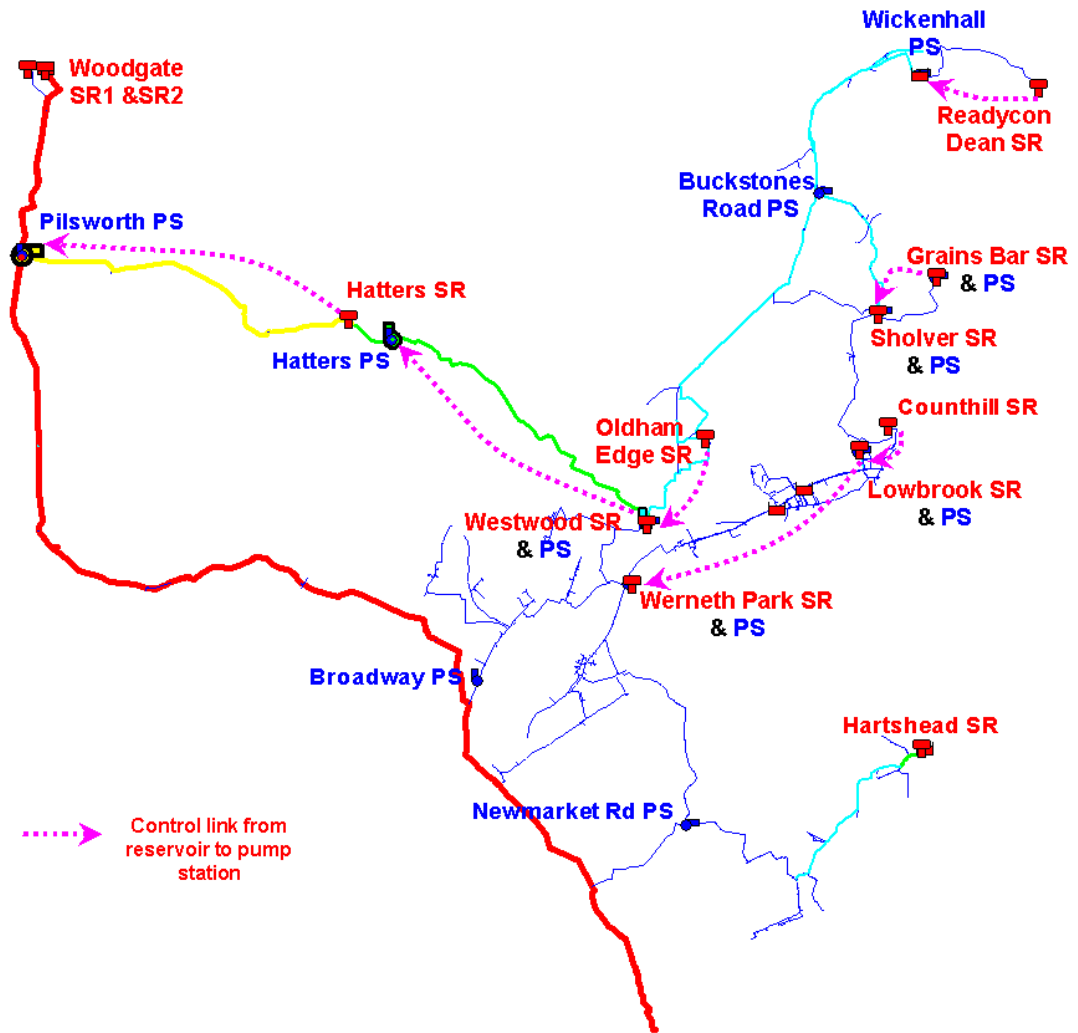 Wickenhall
PS
Woodgate
SR1 &SR2
Readycon
Dean SR
Buckstones
Road PS
Pilsworth PS
Grains Bar SR
& PS
Hatters SR
Sholver SR
& PS
Hatters PS
Counthill SR
Oldham
Edge SR
Lowbrook SR
& PS
Westwood SR
& PS
Werneth Park SR
& PS
Broadway PS
Hartshead SR
Newmarket Rd PS
Control link from
reservoir to pump
station